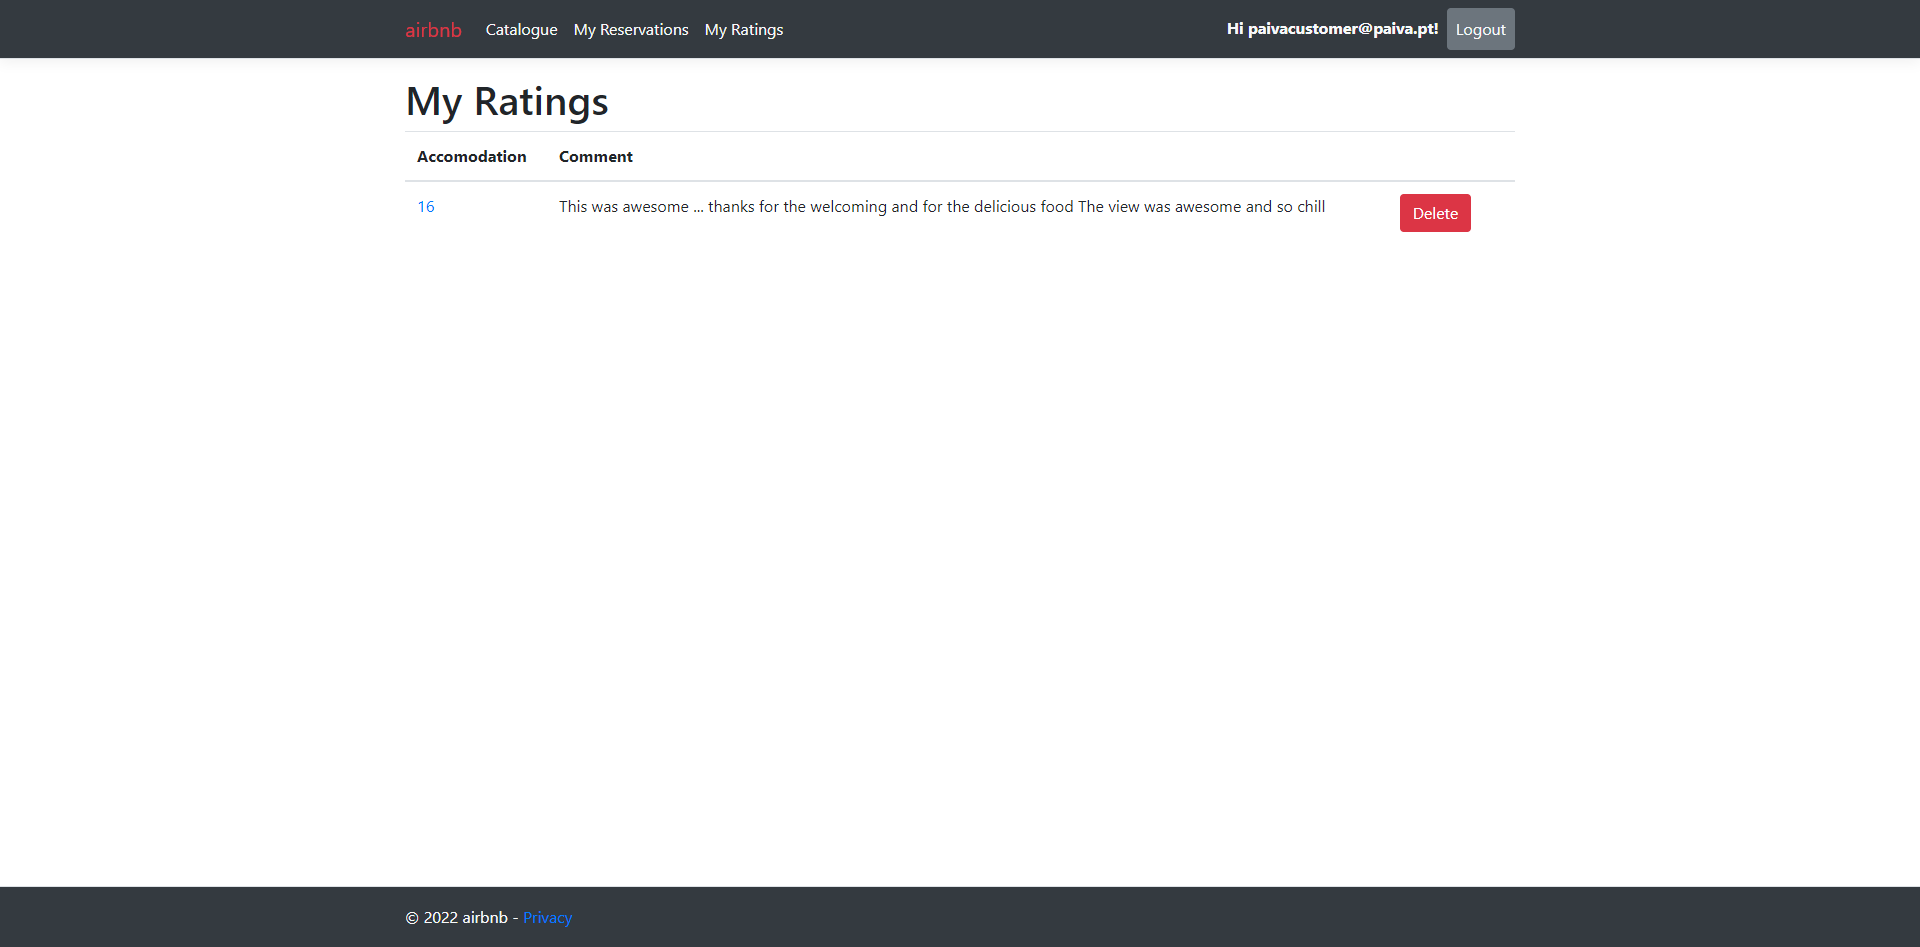 airbnb Catalogue My Reservations My Ratings Hi paivacustomer@paiva.pt! Logout
My Ratings
Accomodation Comment
16 This was awesome ... thanks for the welcoming and for the delicious food The view was awesome and so chill Delete
© 2022 airbnb - Privacy